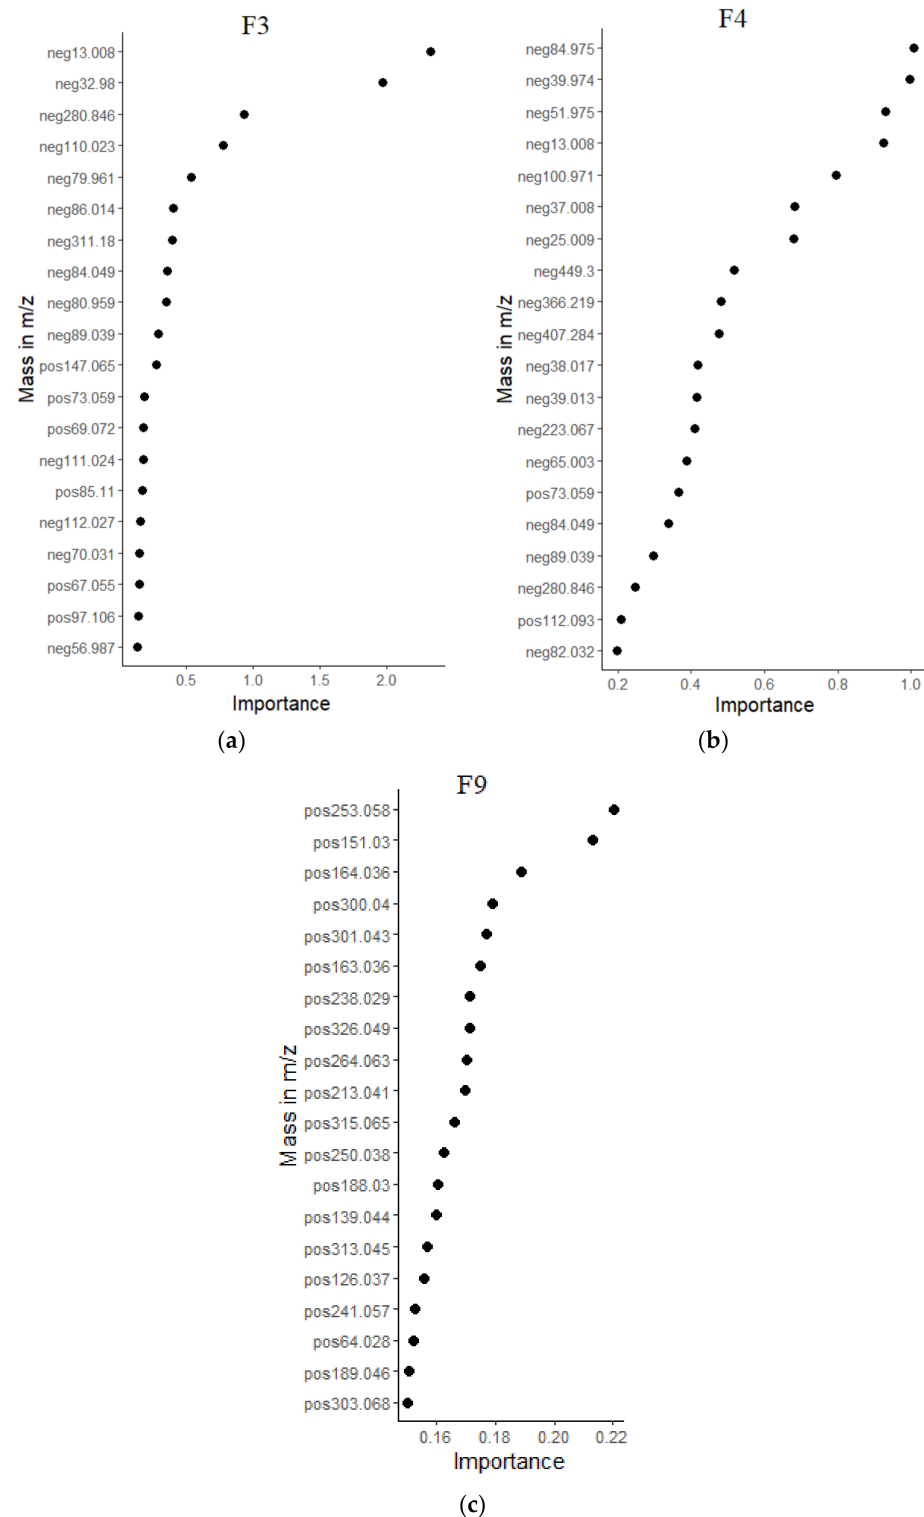 F3
neg13.008
neg32.98
neg280.846
neg110.023
neg79.961
neg86.014
neg311.18
neg84.049
neg80.959
neg89.039
pos147.065
pos73.059
pos69.072
neg111.024
pos85.11
neg112.027
neg70.031
pos67.055
pos97.106
neg56.987
Mass in m/z
0.5 1.0 1.5 2.0
Importance
(a)
F4
neg84.975
neg39.974
neg51.975
neg13.008
neg100.971
neg37.008
neg25.009
neg449.3
neg366.219
neg407.284
neg38.017
neg39.013
neg223.067
neg65.003
pos73.059
neg84.049
neg89.039
neg280.846
pos112.093
neg82.032
Mass in m/z
0.2 0.4 0.6 0.8 1.0
Importance
(b)
F9
pos253.058
pos151.03
pos164.036
pos300.04
pos301.043
pos163.036
pos238.029
pos326.049
pos264.063
pos213.041
pos315.065
pos250.038
pos188.03
pos139.044
pos313.045
pos126.037
pos241.057
pos64.028
pos189.046
pos303.068
Mass in m/z
0.16 0.18 0.20 0.22
Importance
(c)